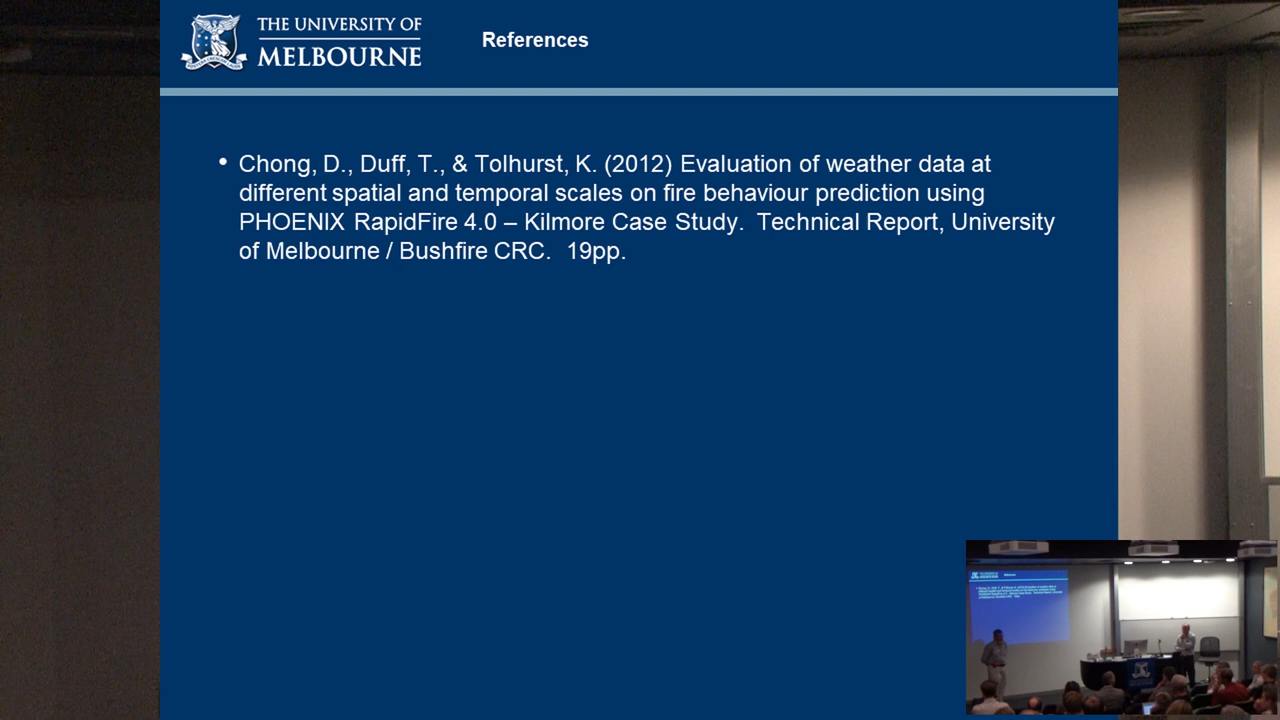 THE UNIVERSITY OF
MELBOURNE
References
• Chong, D., Duff, T., & Tolhurst, K. (2012) Evaluation of weather data at
different spatial and temporal scales on fire behaviour prediction using
PHOENIX RapidFire 4.0 – Kilmore Case Study.  Technical Report, University
of Melbourne / Bushfire CRC.  19pp.